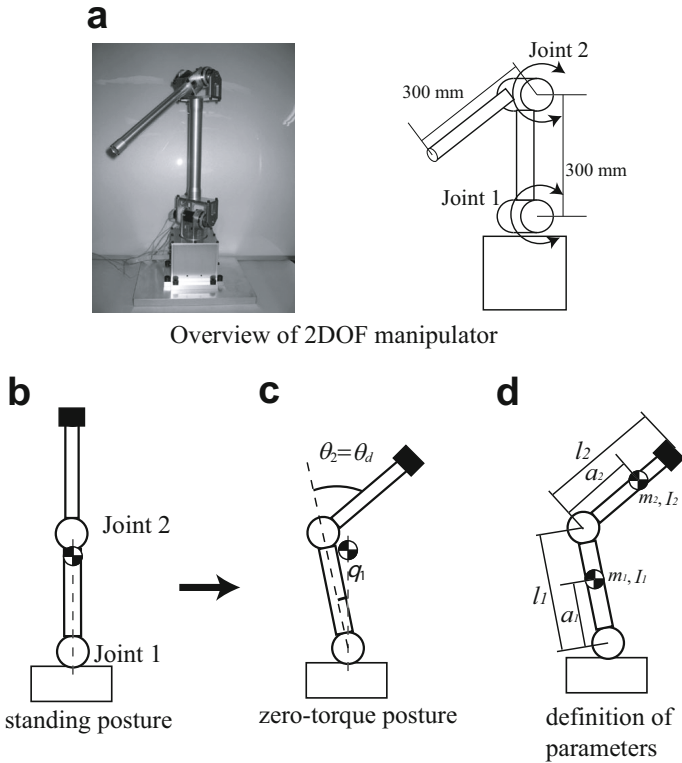 a
Joint 2
300 mm
300 mm
Joint 1
Overview of 2DOF manipulator
b
c
d
θ₂=θd
l₂
a₂
m₂, I₂
Joint 2
q₁
m₁, I₁
l₁
a₁
Joint 1
standing posture
zero-torque posture
definition of
parameters